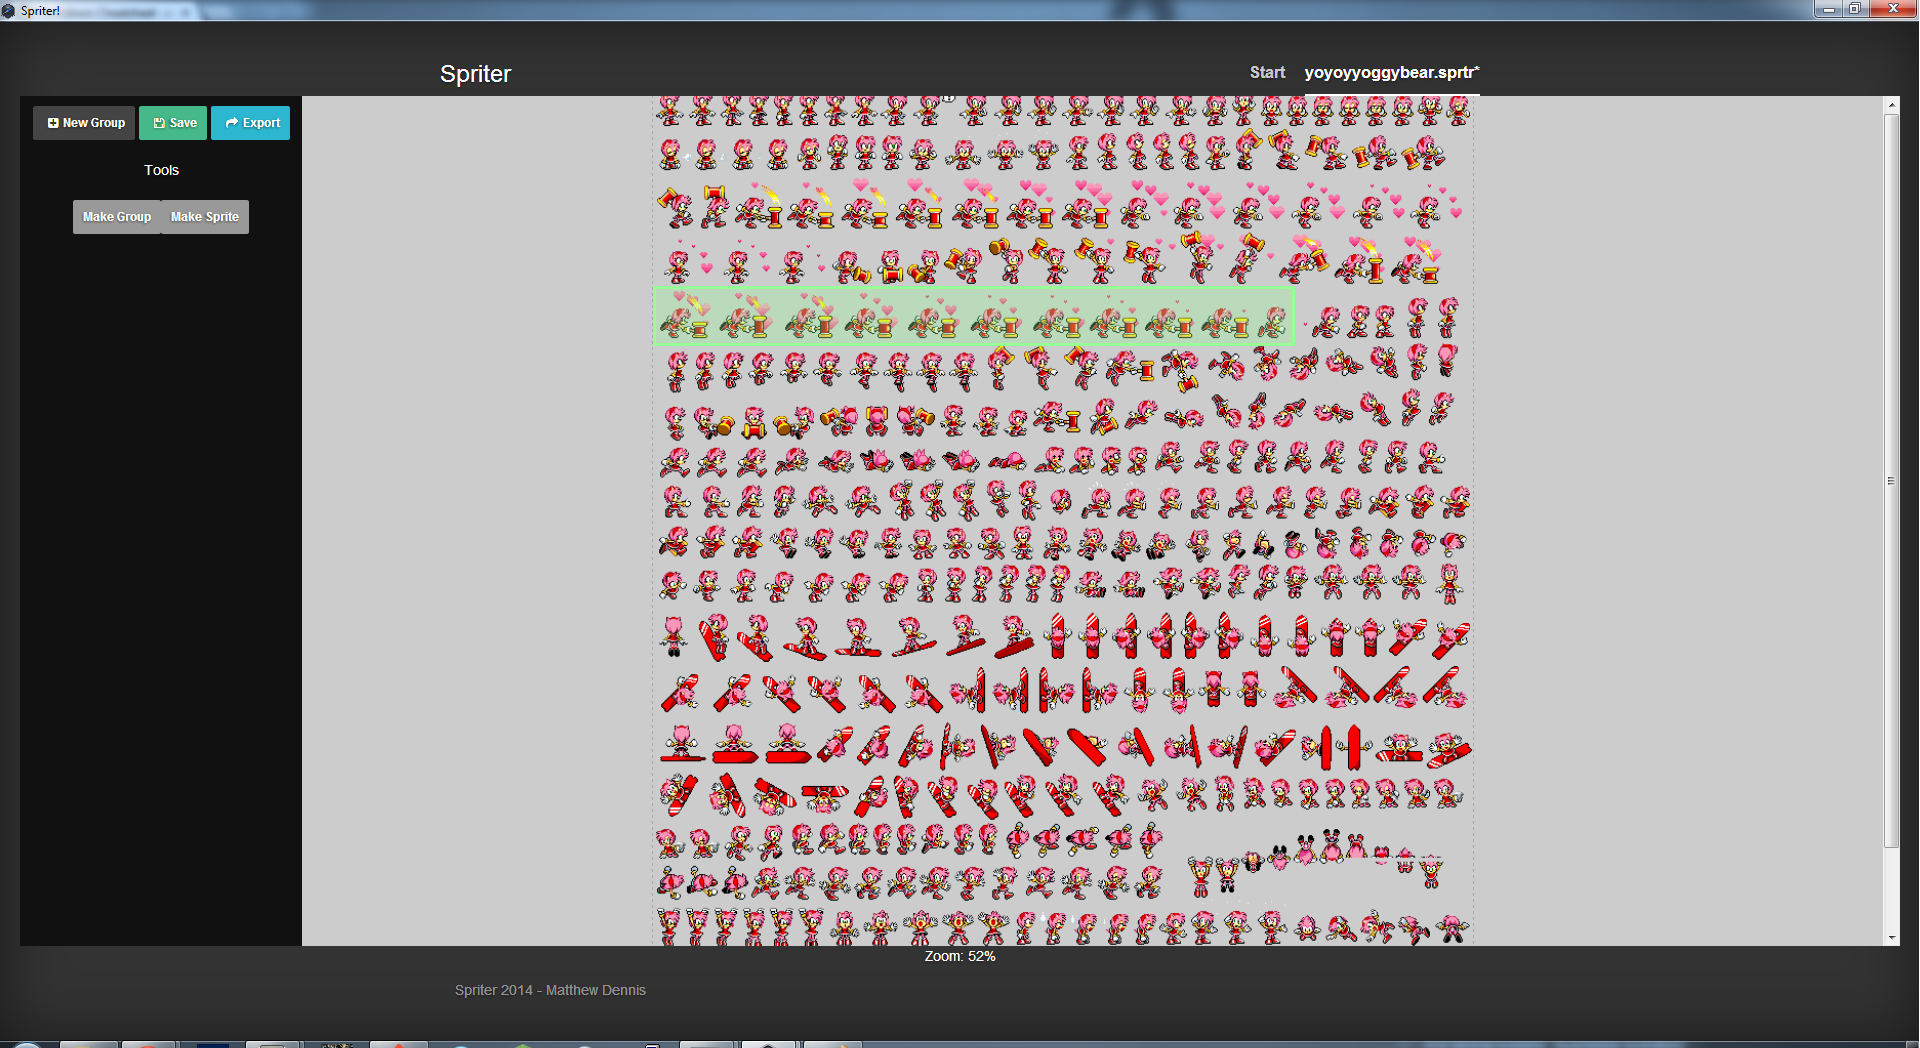 Spriter!
Spriter
Start
yoyoyyoggybear.sprtr*
New Group
Save
Export
Tools
Make Group
Make Sprite
Zoom: 52%
Spriter 2014 - Matthew Dennis